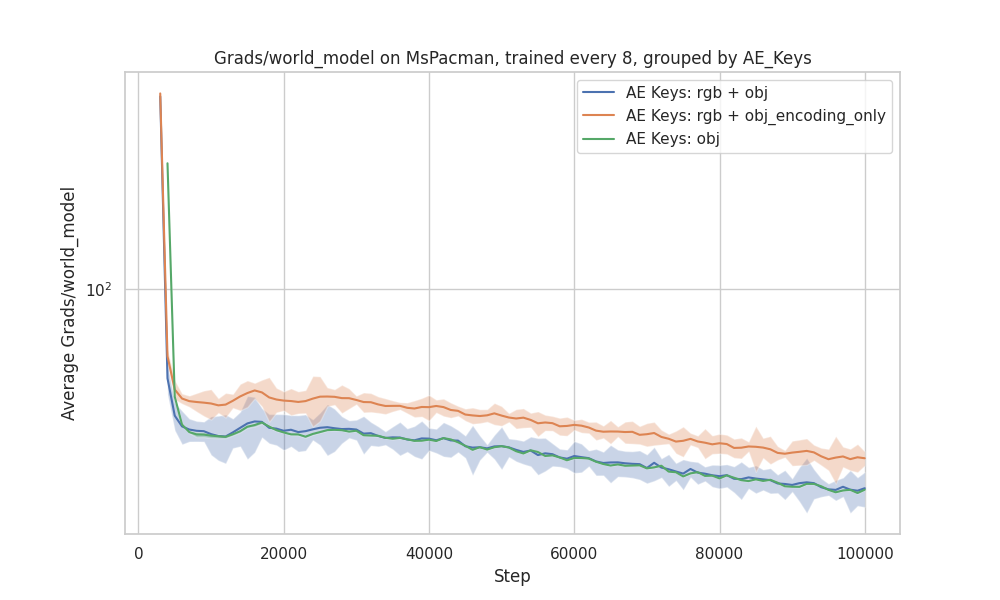 Grads/world_model on MsPacman, trained every 8, grouped by AE_Keys
AE Keys: rgb + obj
AE Keys: rgb + obj_encoding_only
AE Keys: obj
Average Grads/world_model
10²
0 20000 40000 60000 80000 100000
Step